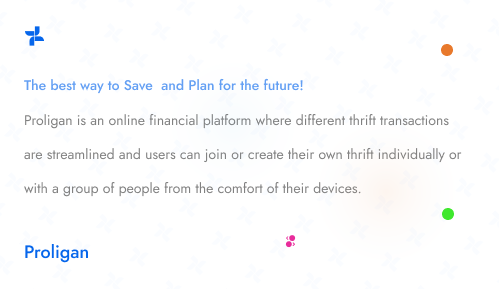 The best way to Save  and Plan for the future!
Proligan is an online financial platform where different thrift transactions
are streamlined and users can join or create their own thrift individually or
with a group of people from the comfort of their devices.
Proligan